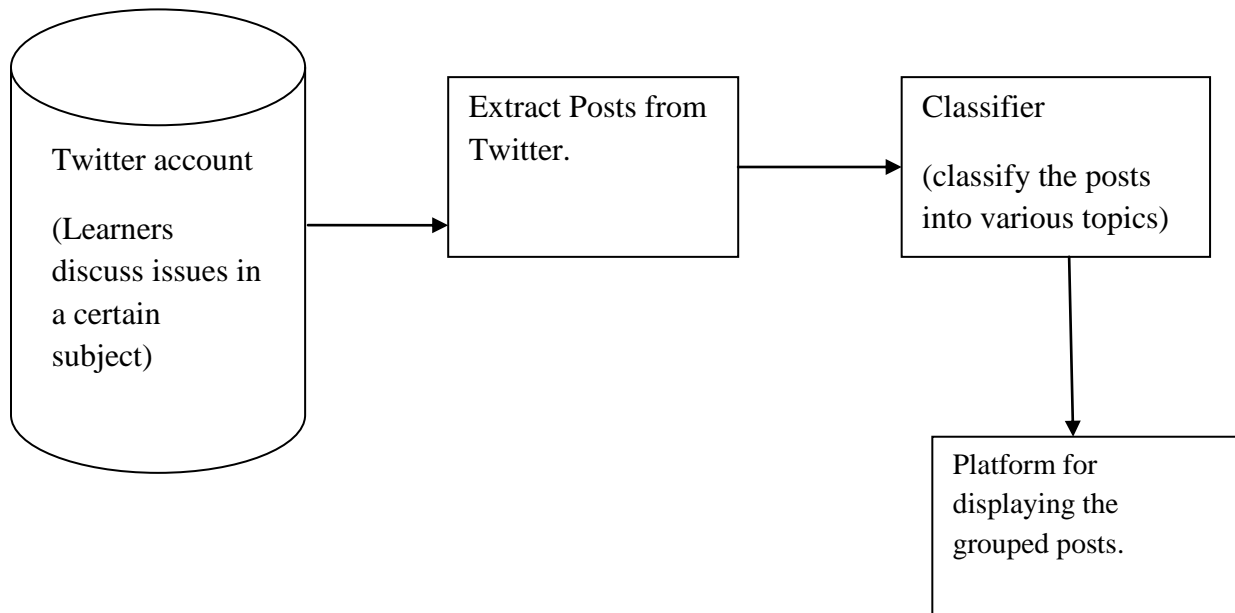 Twitter account
(Learners
discuss issues in
a certain
subject)
Extract Posts from
Twitter.
Classifier
(classify the posts
into various topics)
Platform for
displaying the
grouped posts.